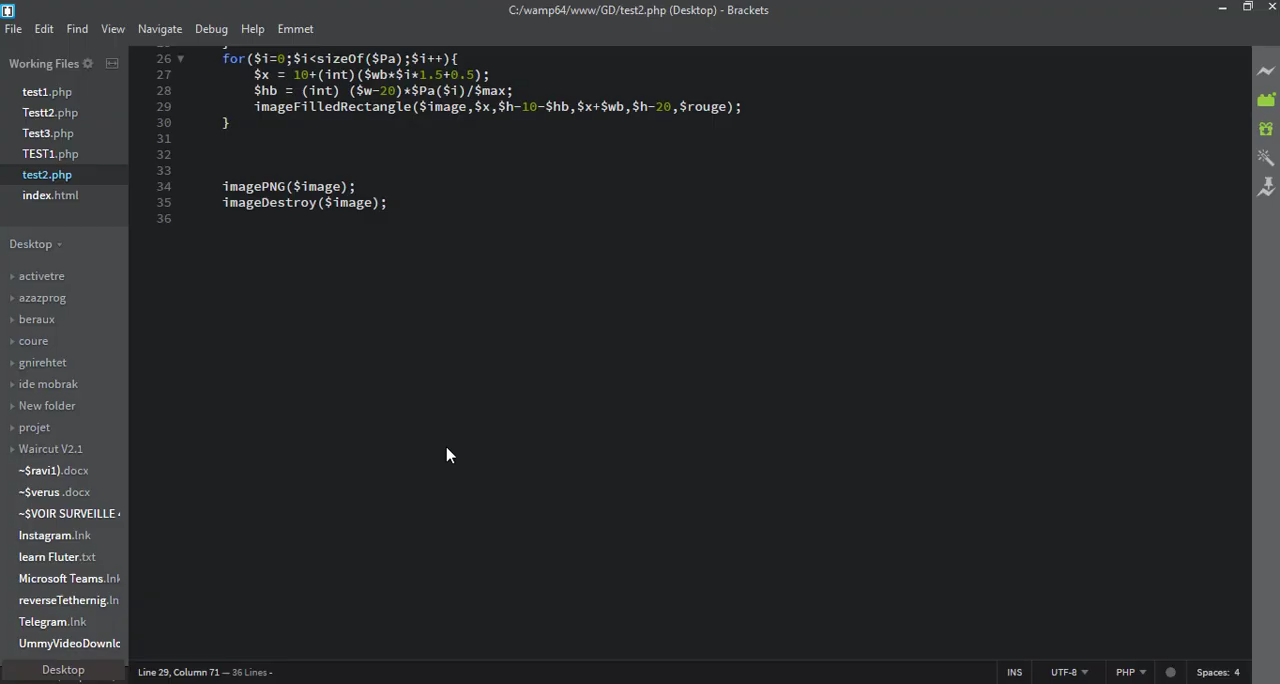 C:/wamp64/www/GD/test2.php (Desktop) - Brackets
File Edit Find View Navigate Debug Help Emmet
Working Files
test1.php
Testt2.php
Test3.php
TEST1.php
test2.php
index.html
Desktop
activetre
azazprog
beraux
coure
gnirehtet
ide mobrak
New folder
projet
Waircut V2.1
~$ravi1).docx
~$verus .docx
~$VOIR SURVEILLE
Instagram.lnk
learn Fluter.txt
Microsoft Teams.lnk
reverseTethernig.ln
Telegram.lnk
UmmyVideoDownlc
Desktop
26 for($i=0;$i<sizeOf($Pa);$i++){
27 $x = 10+(int)($wb*$i*1.5+0.5);
28 $hb = (int) ($w-20)*$Pa($i)/$max;
29 imageFilledRectangle($image,$x,$h-10-$hb,$x+$wb,$h-20,$rouge);
30 }
31
32
33
34 imagePNG($image);
35 imageDestroy($image);
36
Line 29, Column 71 — 36 Lines -
INS UTF-8 PHP Spaces: 4